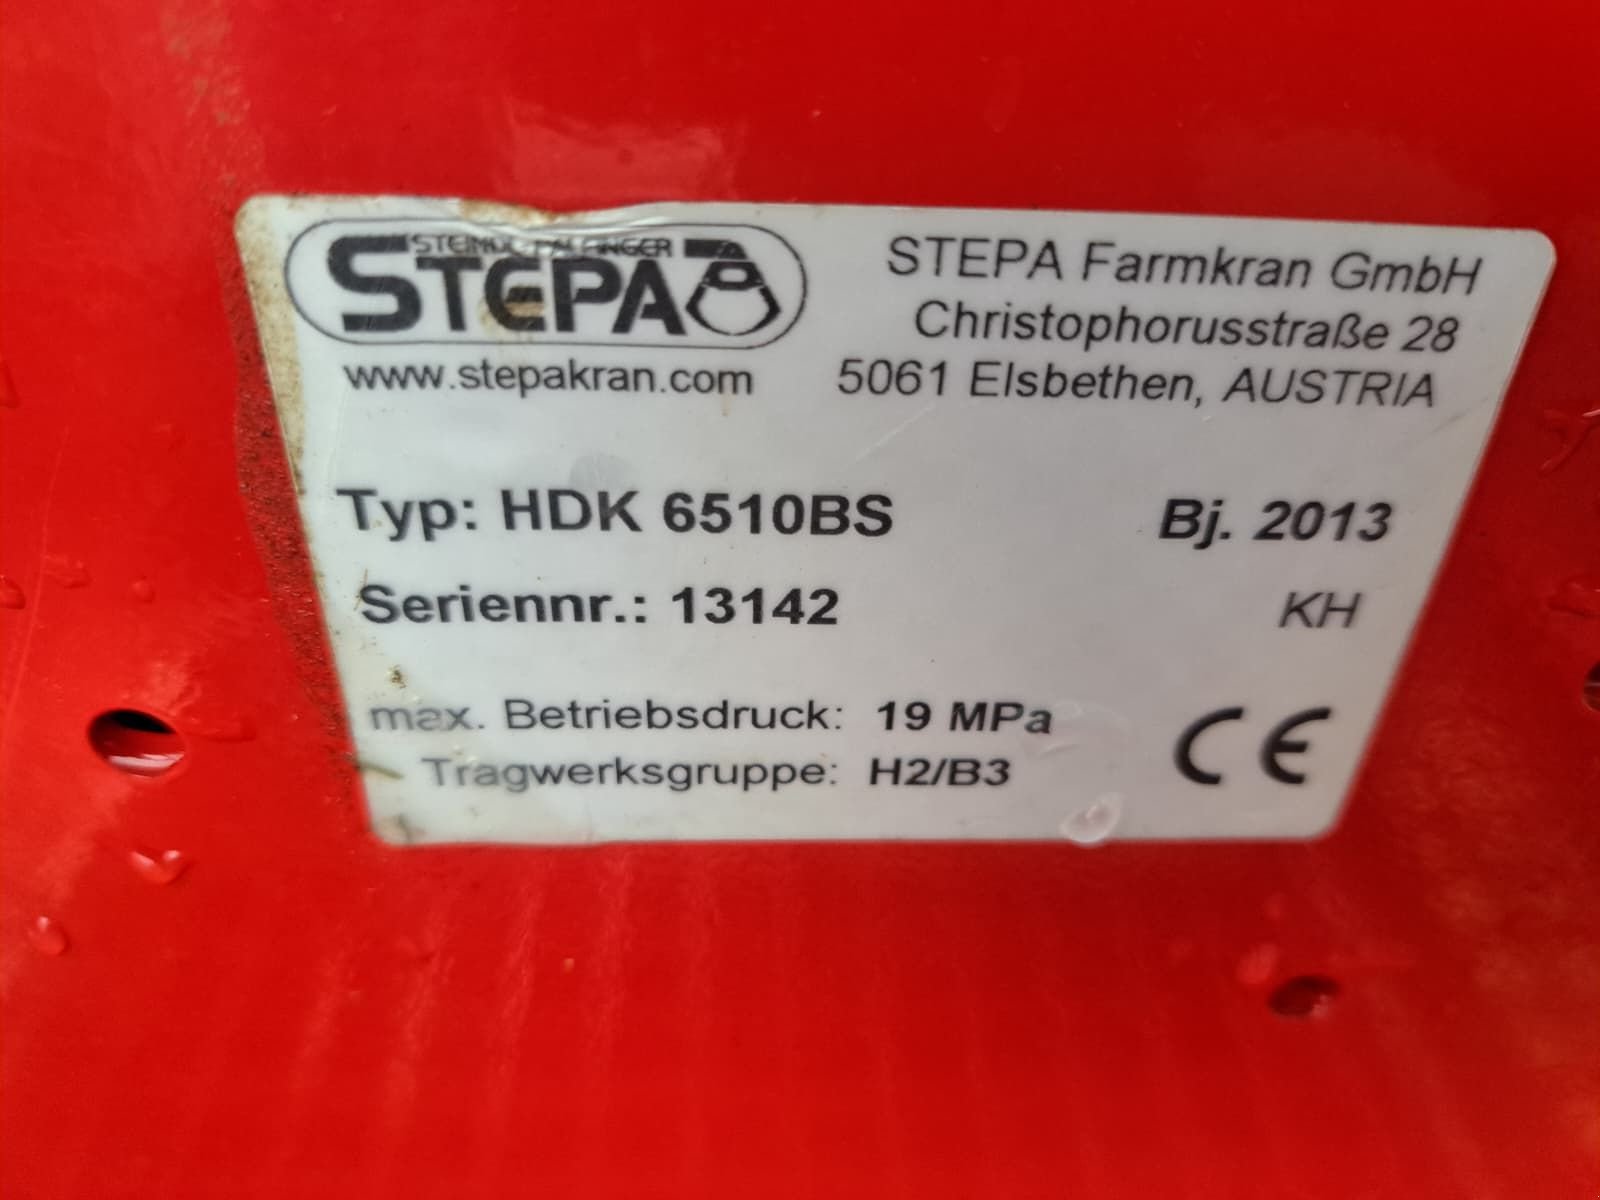 STEPA
www.stepakran.com
STEPA Farmkran GmbH
Christophorusstraße 28
5061 Elsbethen, AUSTRIA
Typ: HDK 6510BS
Bj. 2013
Seriennr.: 13142
KH
max. Betriebsdruck: 19 MPa
Tragwerksgruppe: H2/B3
CE